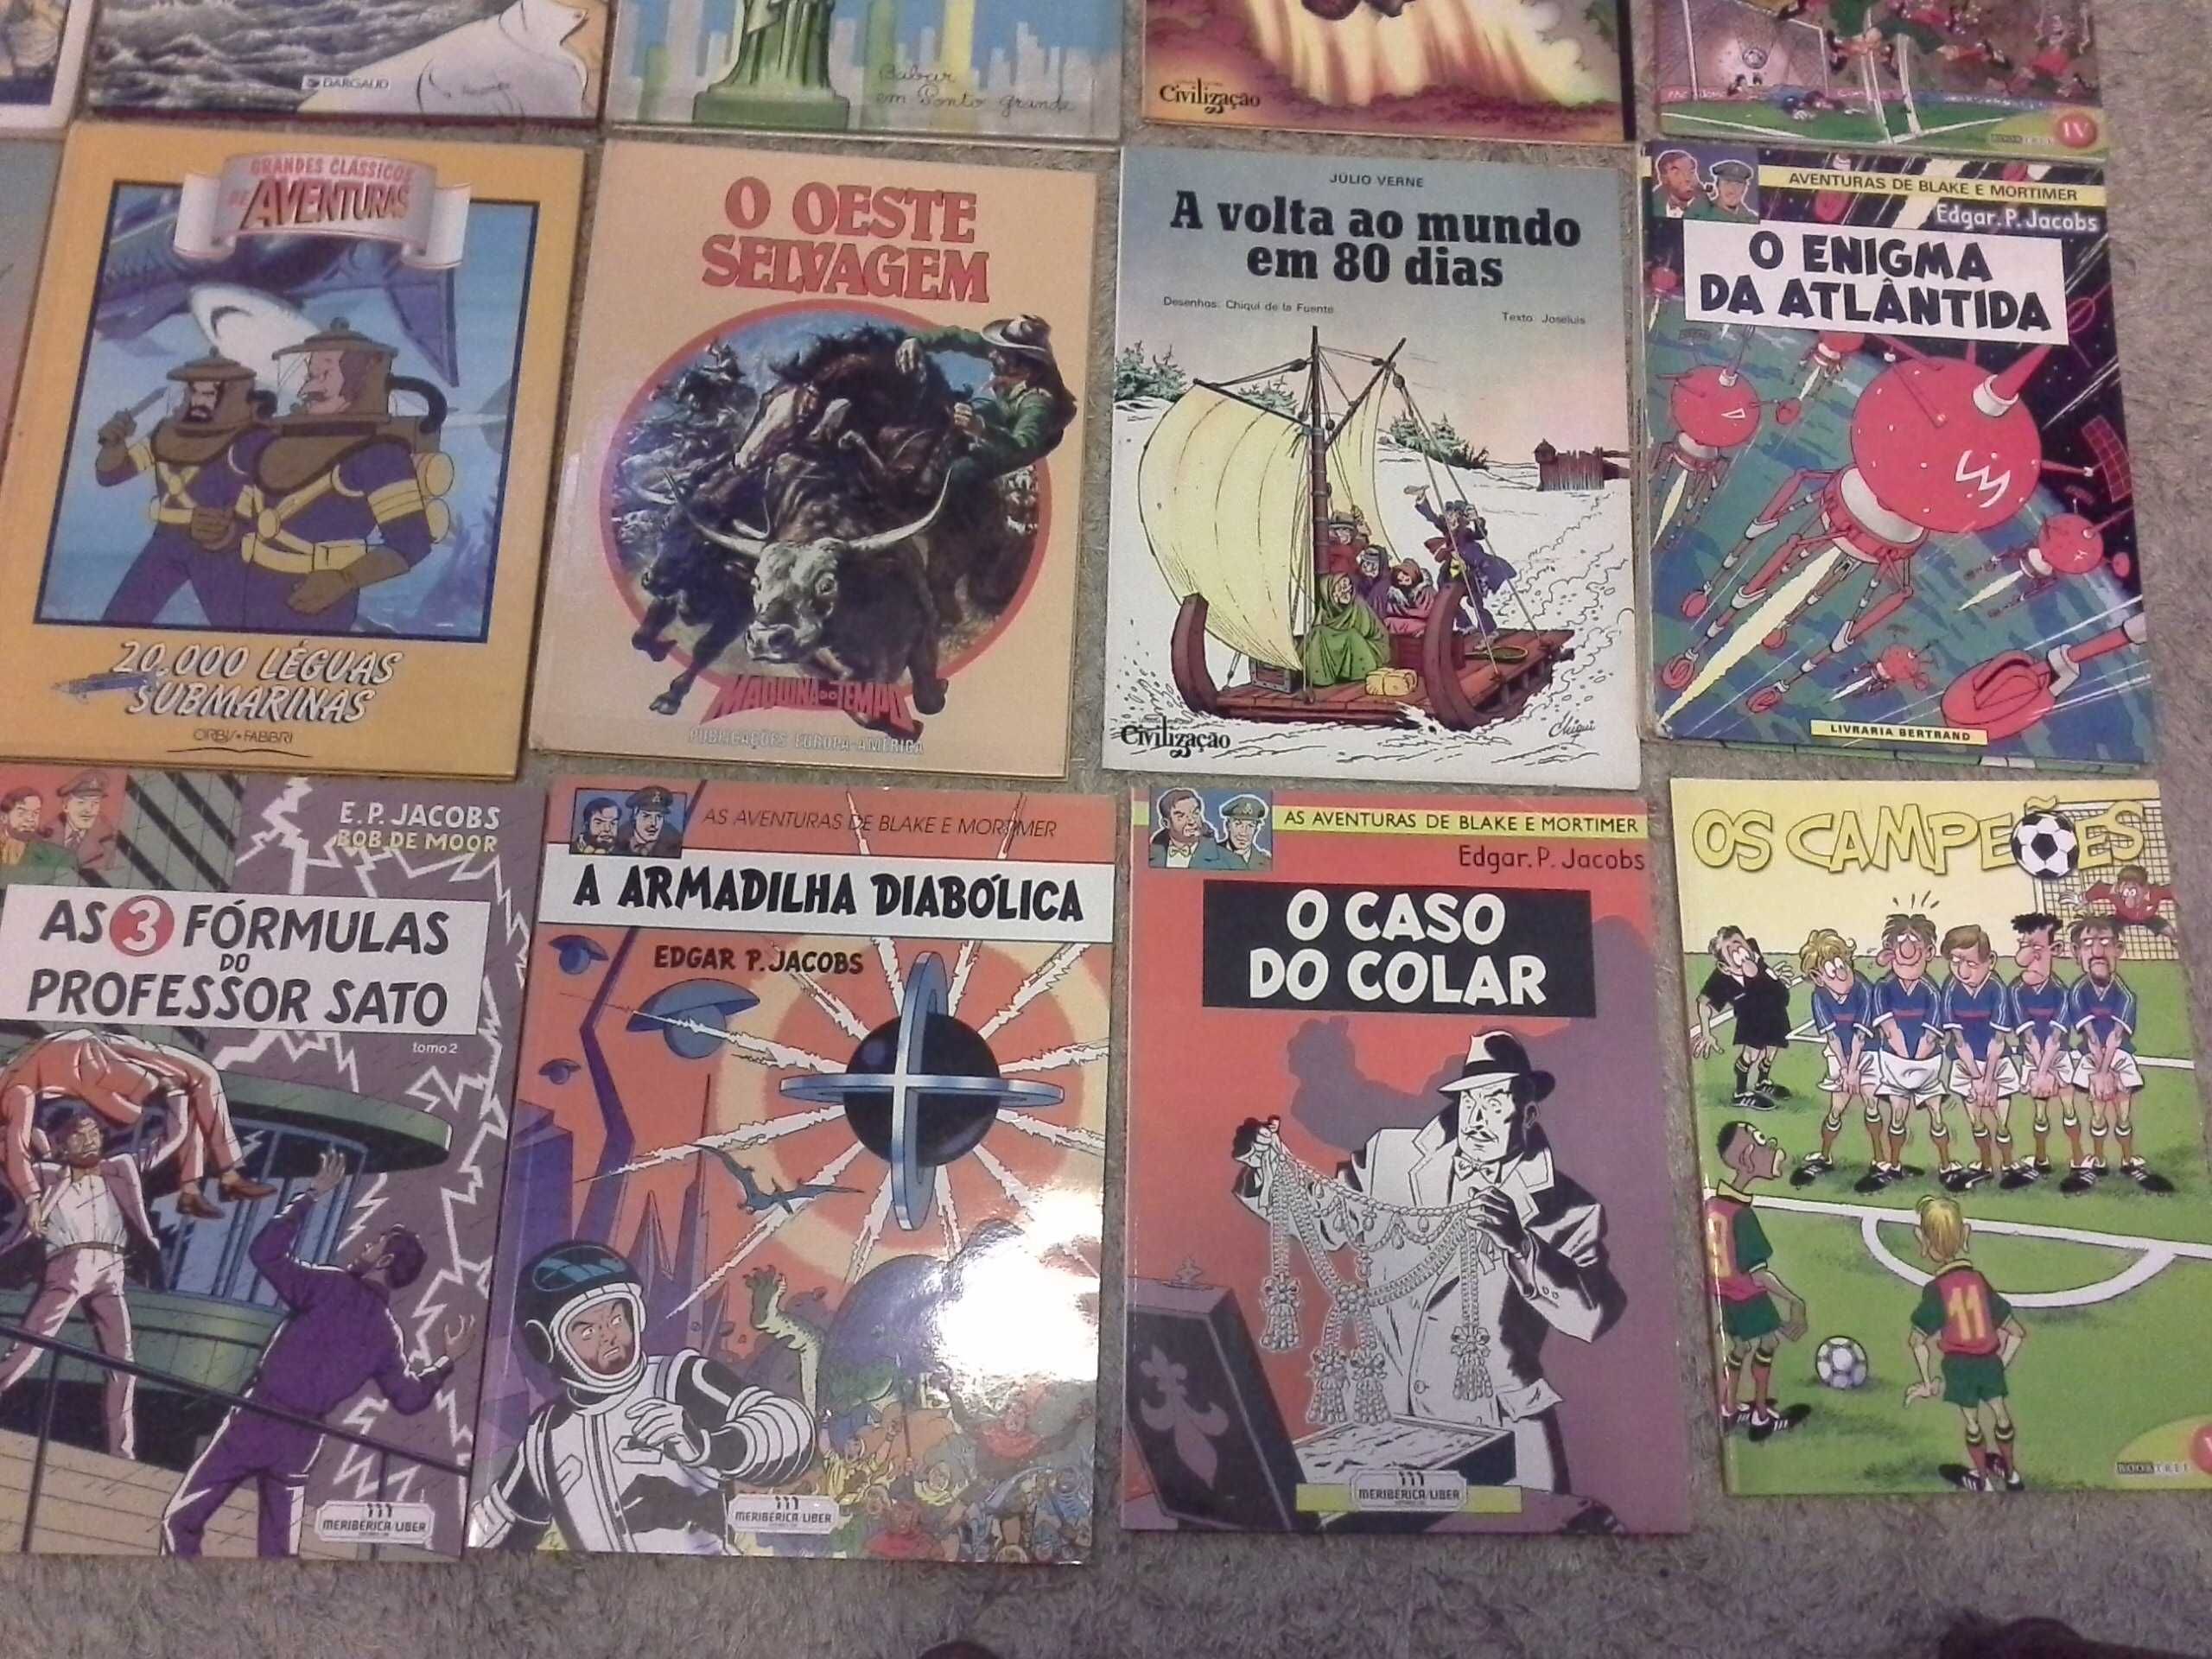 DARGAUD
Babar
em Ponto grande
Civilização
IV
GRANDES CLÁSSICOS
DE AVENTURAS
20.000 LÉGUAS
SUBMARINAS
ORBIS • FABBRI
O OESTE
SELVAGEM
MÁQUINA DO TEMPO
PUBLICAÇÕES EUROPA-AMÉRICA
JÚLIO VERNE
A volta ao mundo
em 80 dias
Desenhos: Chiqui de la Fuente
Texto Joseluis
Chiqui
Civilização
AVENTURAS DE BLAKE E MORTIMER
Edgar. P. Jacobs
O ENIGMA
DA ATLÂNTIDA
LIVRARIA BERTRAND
E.P. JACOBS
BOB DE MOOR
AS 3 FÓRMULAS
DO
PROFESSOR SATO
tomo 2
MERIBERICA/LIBER
AS AVENTURAS DE BLAKE E MORTIMER
A ARMADILHA DIABÓLICA
EDGAR P. JACOBS
MERIBERICA/LIBER
AS AVENTURAS DE BLAKE E MORTIMER
Edgar. P. Jacobs
O CASO
DO COLAR
MERIBERICA/LIBER
OS CAMPEÕES
11
BOOKTREE